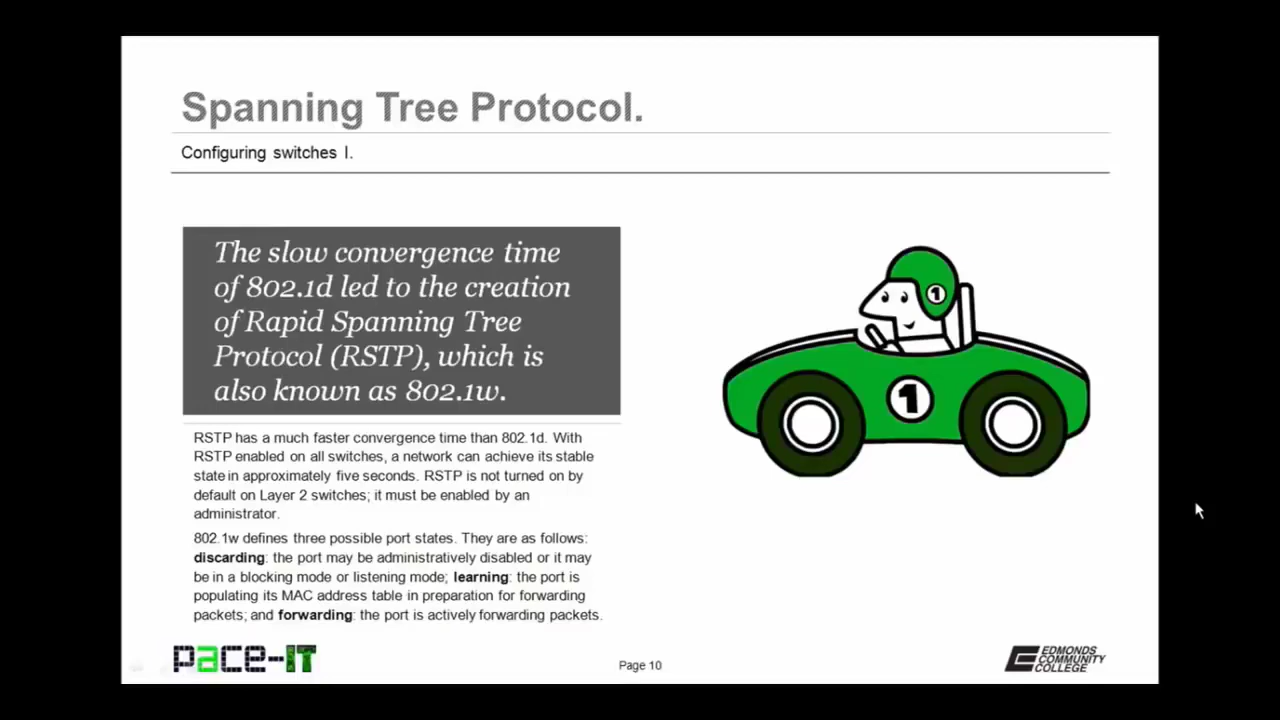 Spanning Tree Protocol.
Configuring switches I.
The slow convergence time
of 802.1d led to the creation
of Rapid Spanning Tree
Protocol (RSTP), which is
also known as 802.1w.
RSTP has a much faster convergence time than 802.1d. With
RSTP enabled on all switches, a network can achieve its stable
state in approximately five seconds. RSTP is not turned on by
default on Layer 2 switches; it must be enabled by an
administrator.
802.1w defines three possible port states. They are as follows:
discarding: the port may be administratively disabled or it may
be in a blocking mode or listening mode; learning: the port is
populating its MAC address table in preparation for forwarding
packets; and forwarding: the port is actively forwarding packets.
1
1
pace-IT
Page 10
EDMONDS
COMMUNITY
COLLEGE